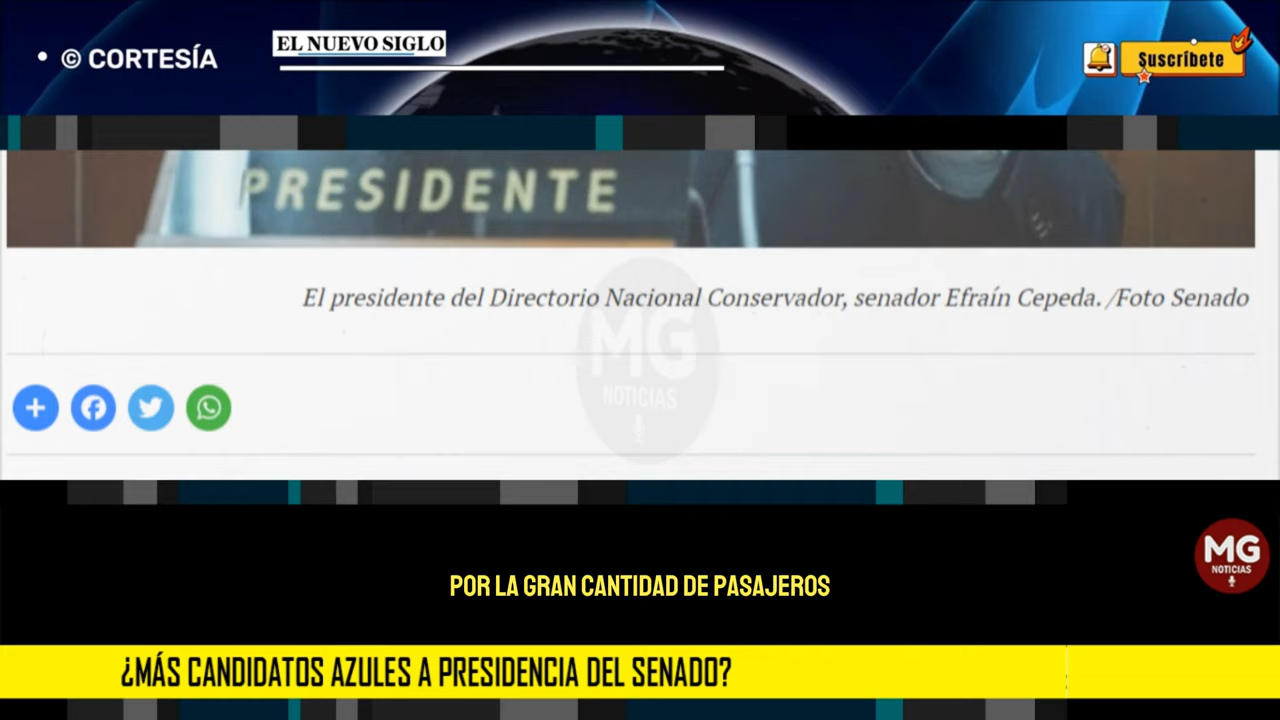 © CORTESÍA
EL NUEVO SIGLO
Suscríbete
PRESIDENTE
El presidente del Directorio Nacional Conservador, senador Efraín Cepeda. /Foto Senado
MG
NOTICIAS
MG
NOTICIAS
POR LA GRAN CANTIDAD DE PASAJEROS
¿MÁS CANDIDATOS AZULES A PRESIDENCIA DEL SENADO?